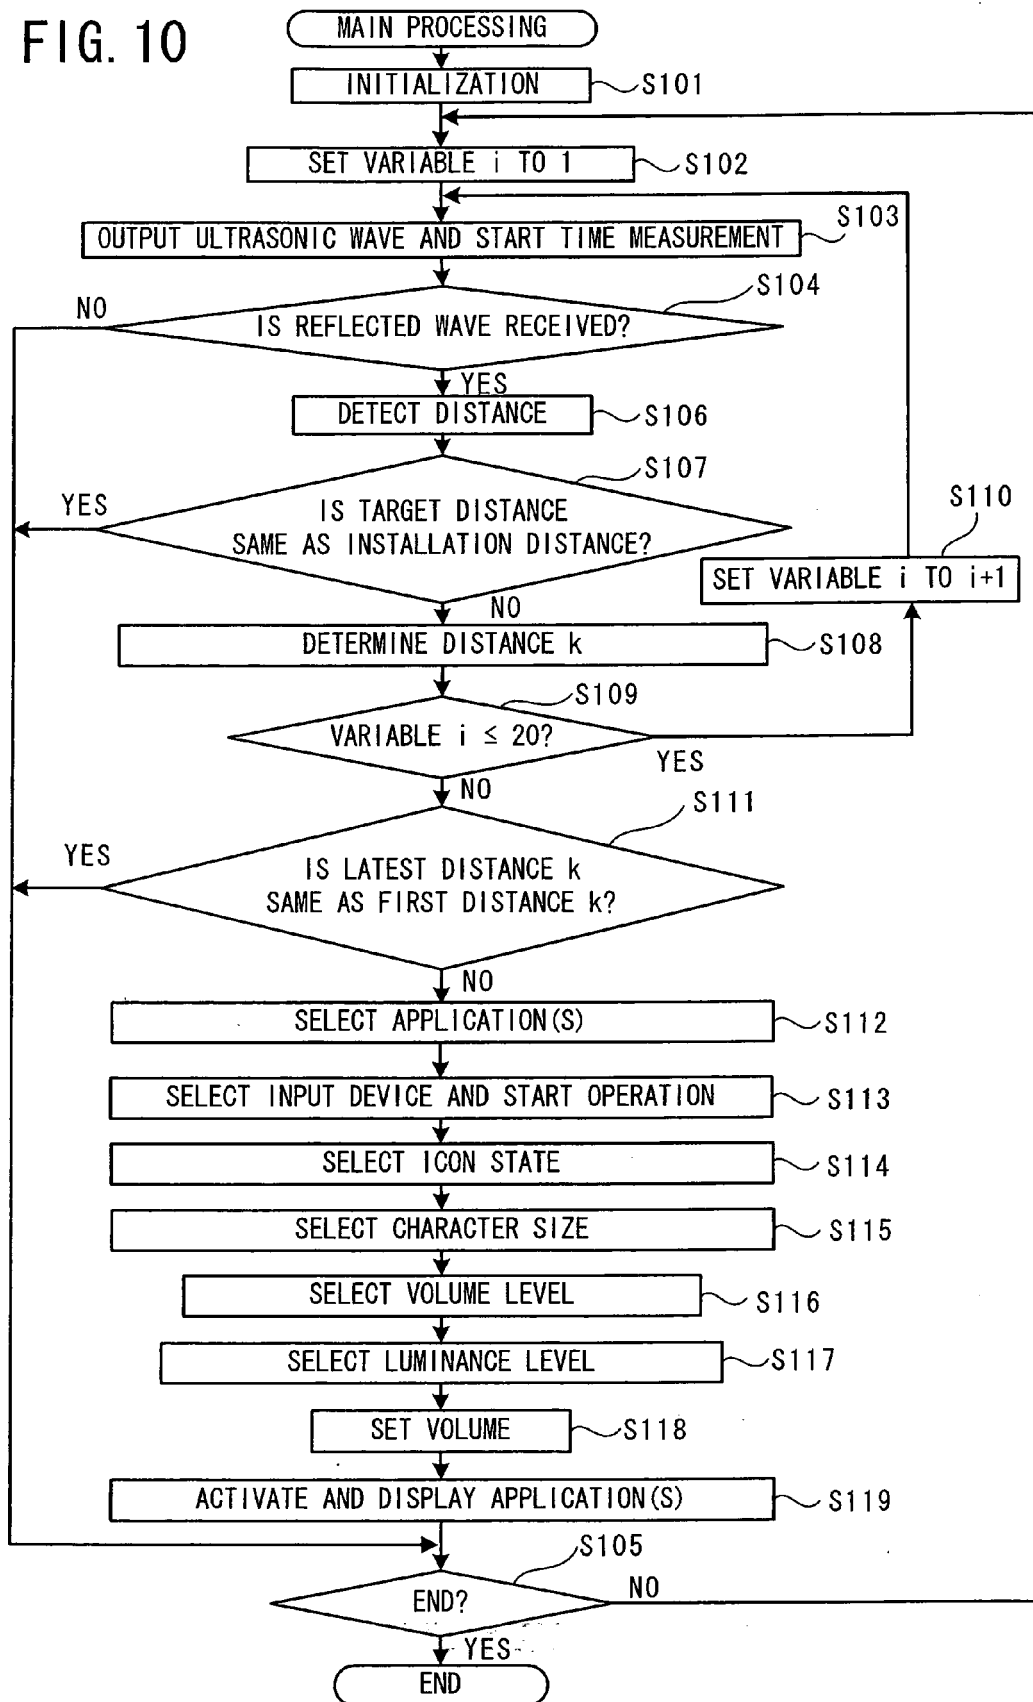 FIG. 10
MAIN PROCESSING
INITIALIZATION
S101
SET VARIABLE i TO 1
S102
OUTPUT ULTRASONIC WAVE AND START TIME MEASUREMENT
S103
IS REFLECTED WAVE RECEIVED?
S104
NO
YES
DETECT DISTANCE
S106
IS TARGET DISTANCE
SAME AS INSTALLATION DISTANCE?
S107
YES
NO
S110
SET VARIABLE i TO i+1
DETERMINE DISTANCE k
S108
VARIABLE i ≤ 20?
S109
YES
NO
IS LATEST DISTANCE k
SAME AS FIRST DISTANCE k?
S111
YES
NO
SELECT APPLICATION(S)
S112
SELECT INPUT DEVICE AND START OPERATION
S113
SELECT ICON STATE
S114
SELECT CHARACTER SIZE
S115
SELECT VOLUME LEVEL
S116
SELECT LUMINANCE LEVEL
S117
SET VOLUME
S118
ACTIVATE AND DISPLAY APPLICATION(S)
S119
END?
S105
NO
YES
END